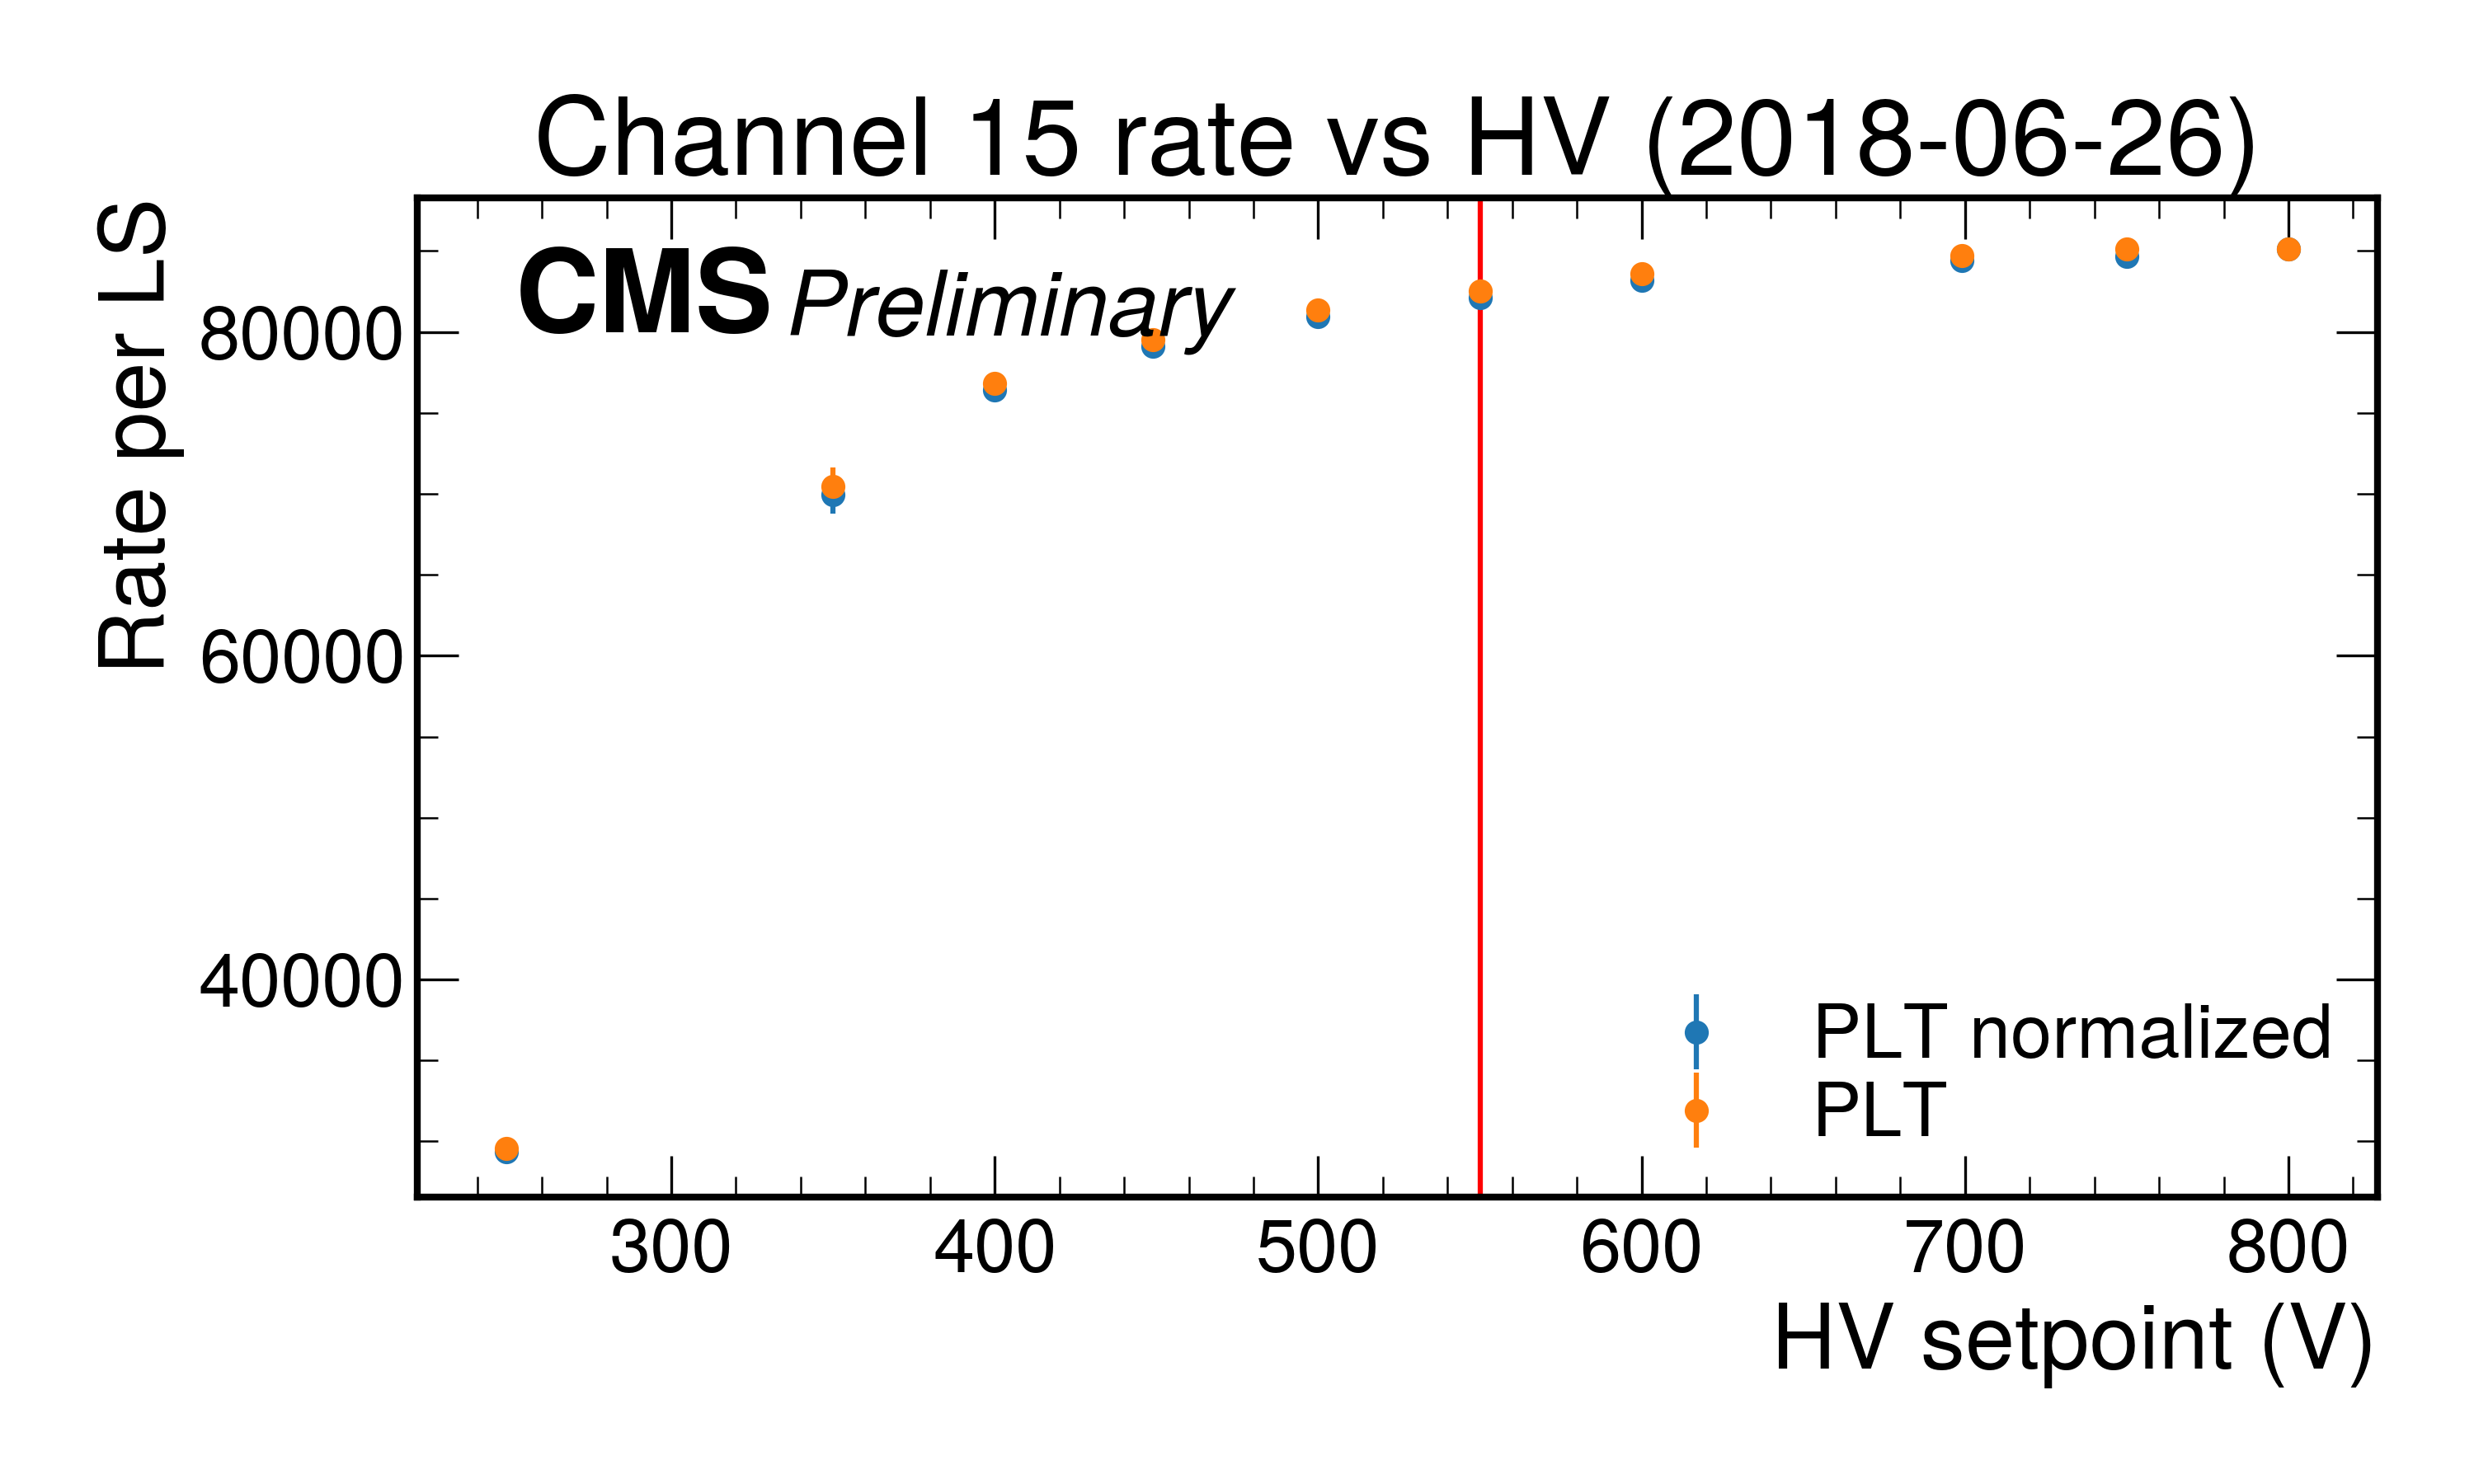 Channel 15 rate vs HV (2018-06-26)
CMS Preliminary
Rate per LS
80000
60000
40000
PLT normalized
PLT
300 400 500 600 700 800
HV setpoint (V)